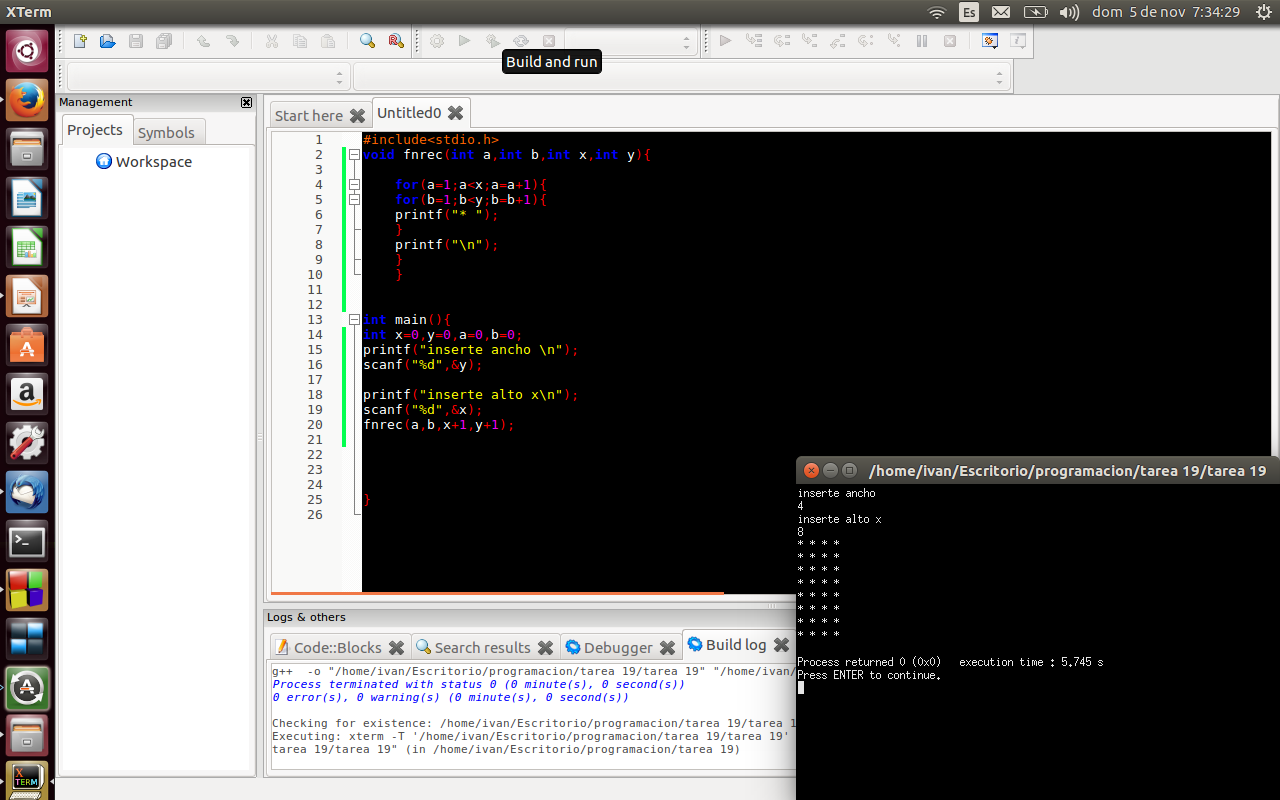 XTerm
Es
dom 5 de nov 7:34:29
Build and run
Management
Projects
Symbols
Workspace
Start here
Untitled0
1 #include<stdio.h>
2 void fnrec(int a,int b,int x,int y){
3
4 for(a=1;a<x;a=a+1){
5 for(b=1;b<y;b=b+1){
6 printf("* ");
7 }
8 printf("\n");
9 }
10 }
11
12
13 int main(){
14 int x=0,y=0,a=0,b=0;
15 printf("inserte ancho \n");
16 scanf("%d",&y);
17
18 printf("inserte alto x\n");
19 scanf("%d",&x);
20 fnrec(a,b,x+1,y+1);
21
22
23
24
25 }
26
/home/ivan/Escritorio/programacion/tarea 19/tarea 19
inserte ancho
4
inserte alto x
8
* * * *
* * * *
* * * *
* * * *
* * * *
* * * *
* * * *
* * * *
Process returned 0 (0x0) execution time : 5.745 s
Press ENTER to continue.
Logs & others
Code::Blocks
Search results
Debugger
Build log
g++ -o "/home/ivan/Escritorio/programacion/tarea 19/tarea 19" "/home/ivan/
Process terminated with status 0 (0 minute(s), 0 second(s))
0 error(s), 0 warning(s) (0 minute(s), 0 second(s))
Checking for existence: /home/ivan/Escritorio/programacion/tarea 19/tarea 1
Executing: xterm -T '/home/ivan/Escritorio/programacion/tarea 19/tarea 19'
tarea 19/tarea 19" (in /home/ivan/Escritorio/programacion/tarea 19)
X
TERM